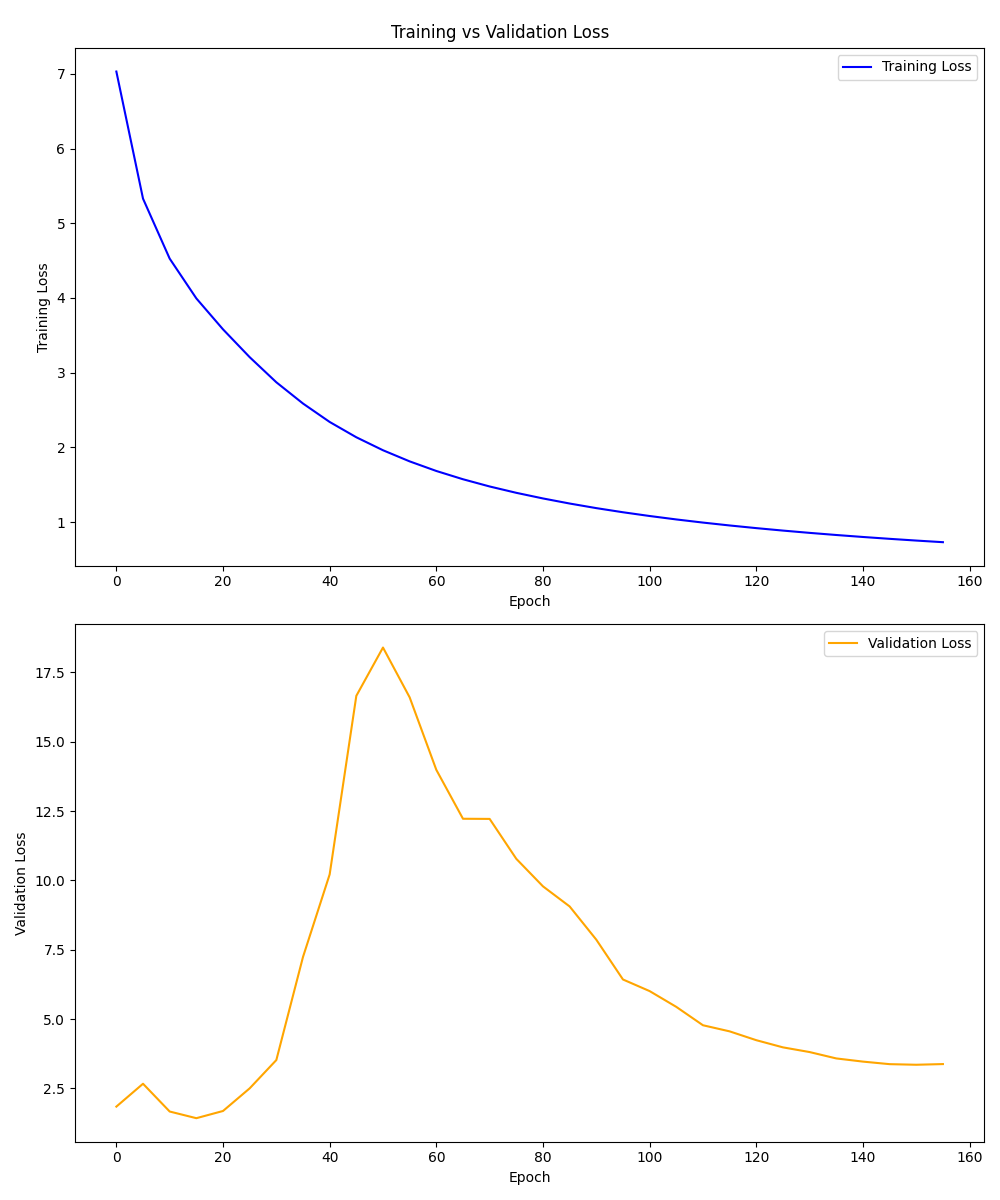 Training vs Validation Loss
Training Loss
7
6
5
4
3
2
1
Training Loss
0 20 40 60 80 100 120 140 160
Epoch
Validation Loss
17.5
15.0
12.5
10.0
7.5
5.0
2.5
Validation Loss
0 20 40 60 80 100 120 140 160
Epoch